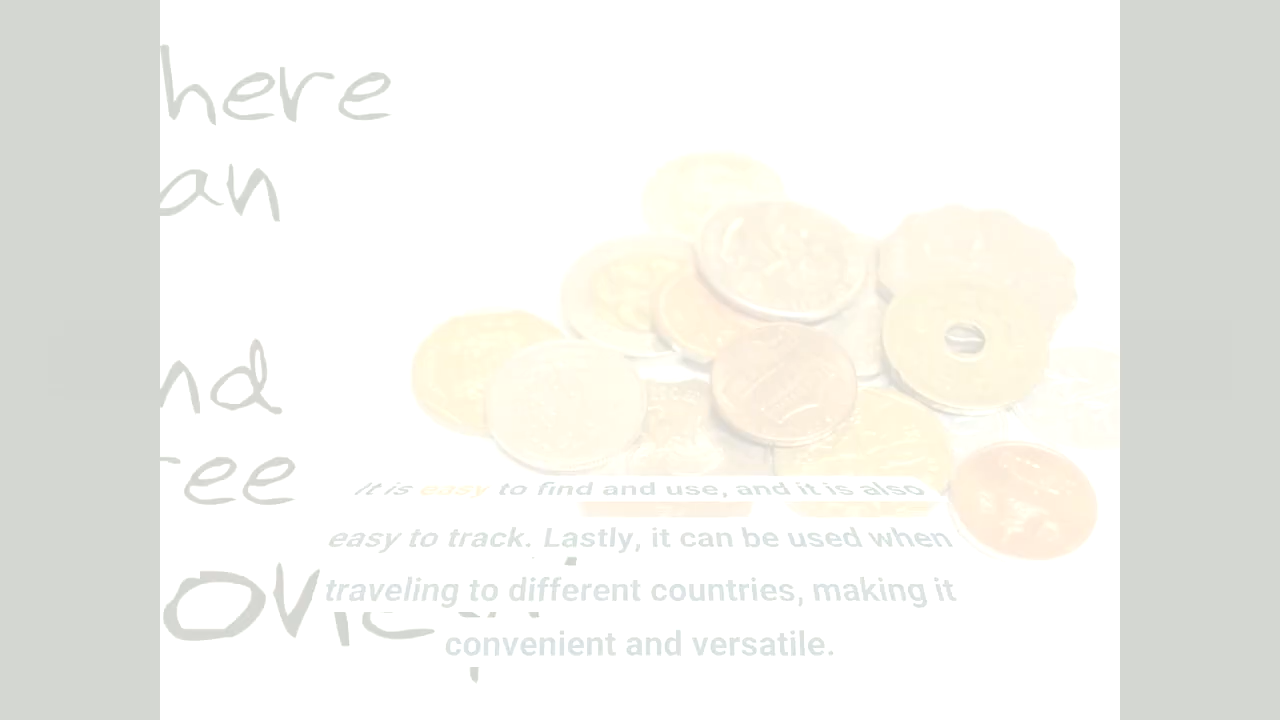 here
an
nd
ree
It is easy to find and use, and it is also
easy to track. Lastly, it can be used when
traveling to different countries, making it
convenient and versatile.